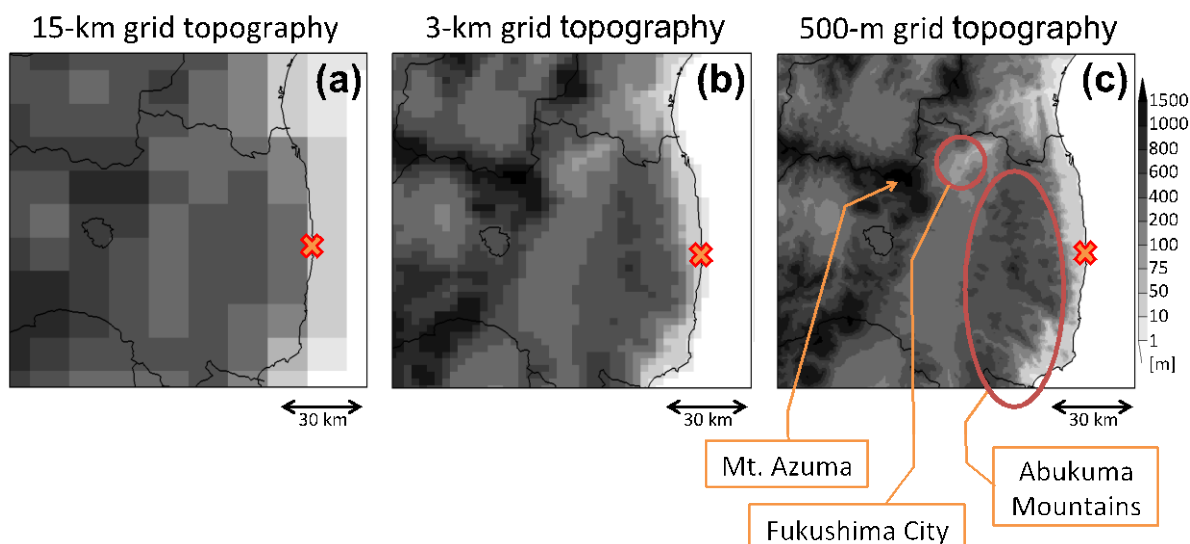 15-km grid topography
3-km grid topography
500-m grid topography
(a)
(b)
(c)
1500
1000
800
600
400
200
100
75
50
10
1
[m]
30 km
30 km
30 km
Mt. Azuma
Fukushima City
Abukuma
Mountains